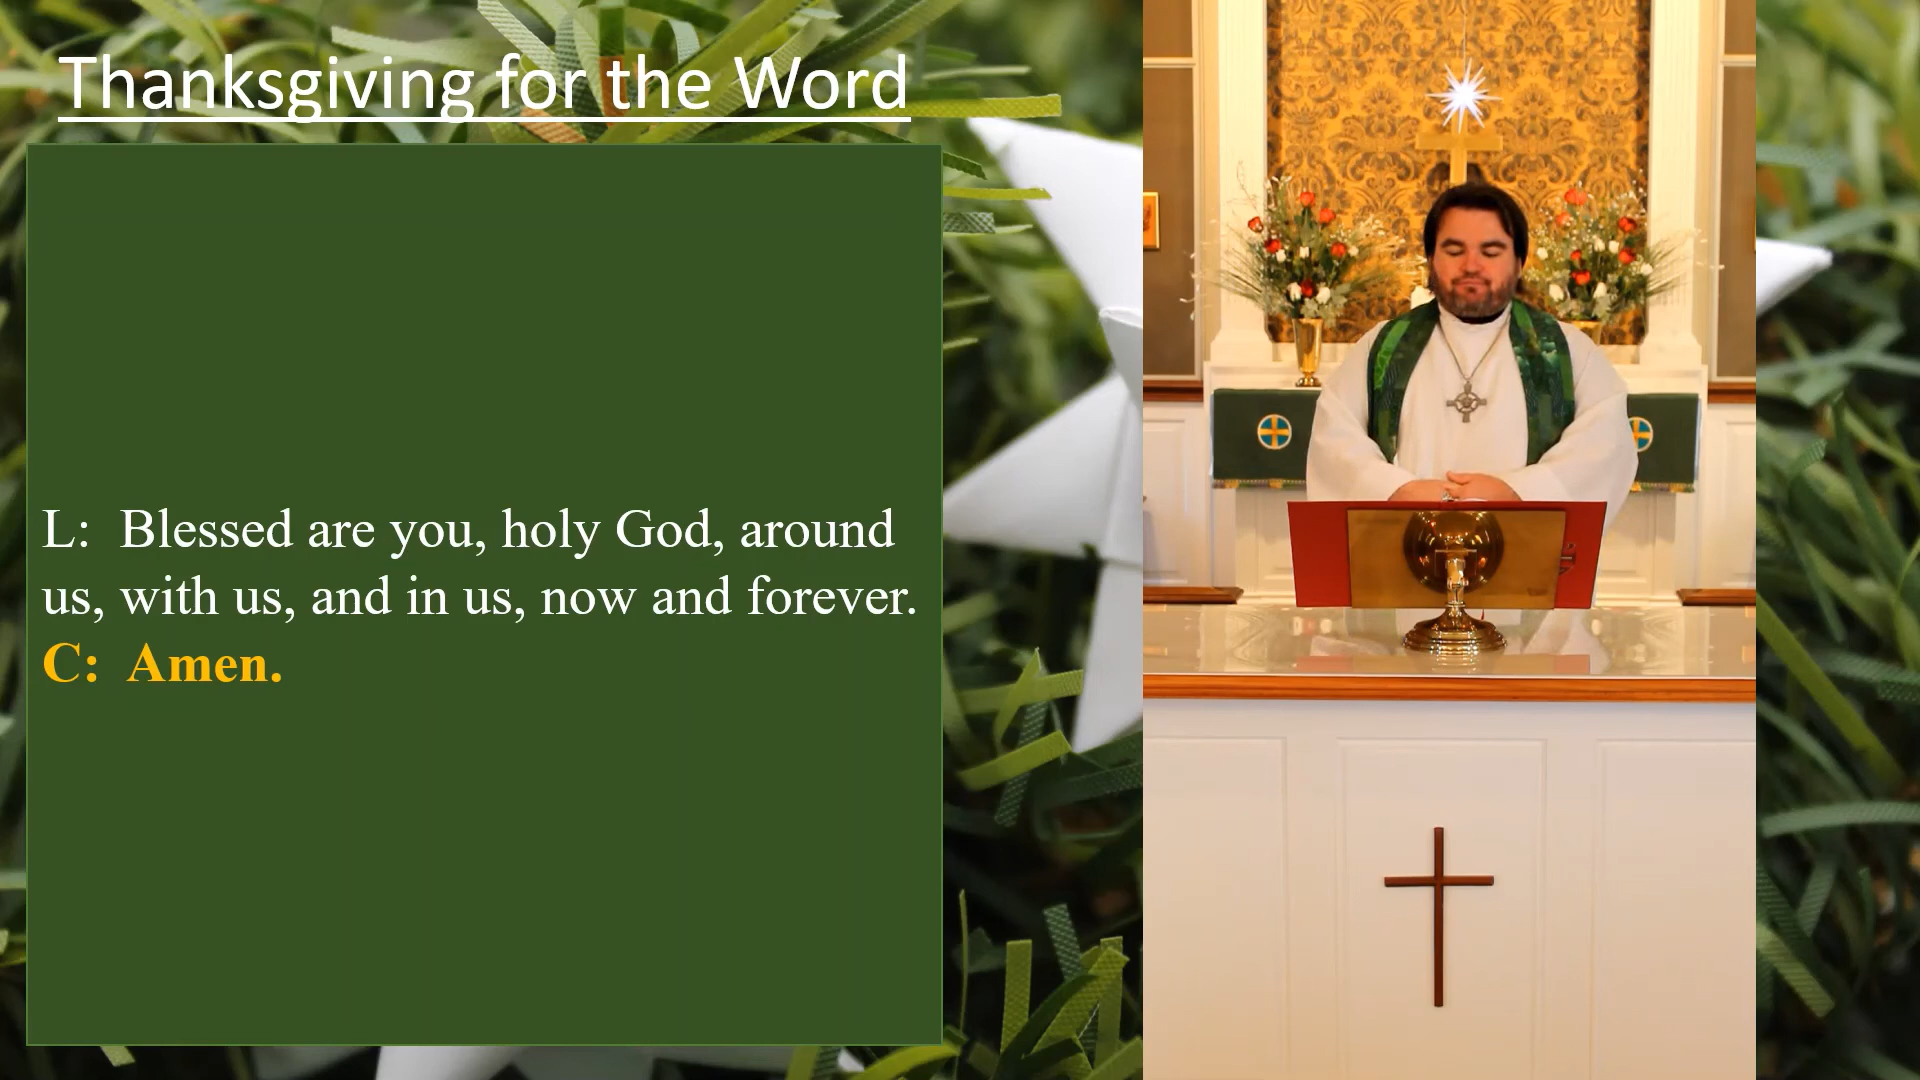 Thanksgiving for the Word
L:  Blessed are you, holy God, around
us, with us, and in us, now and forever.
C:  Amen.